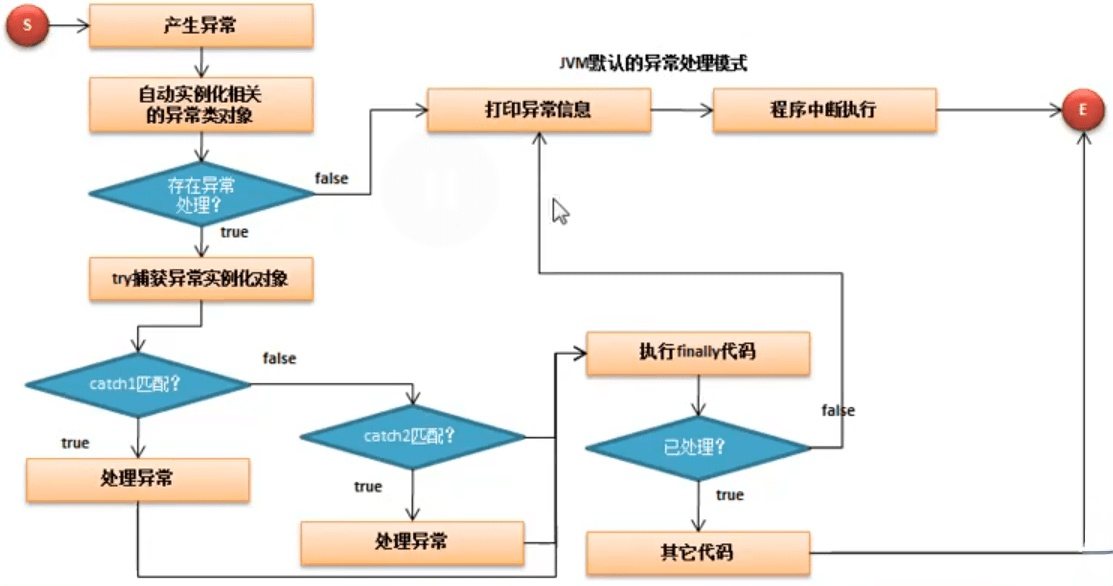 S
产生异常
自动实例化相关
的异常类对象
存在异常
处理？
false
true
JVM默认的异常处理模式
打印异常信息
程序中断执行
E
try捕获异常实例化对象
catch1匹配？
false
true
处理异常
catch2匹配？
true
处理异常
执行finally代码
已处理？
false
true
其它代码